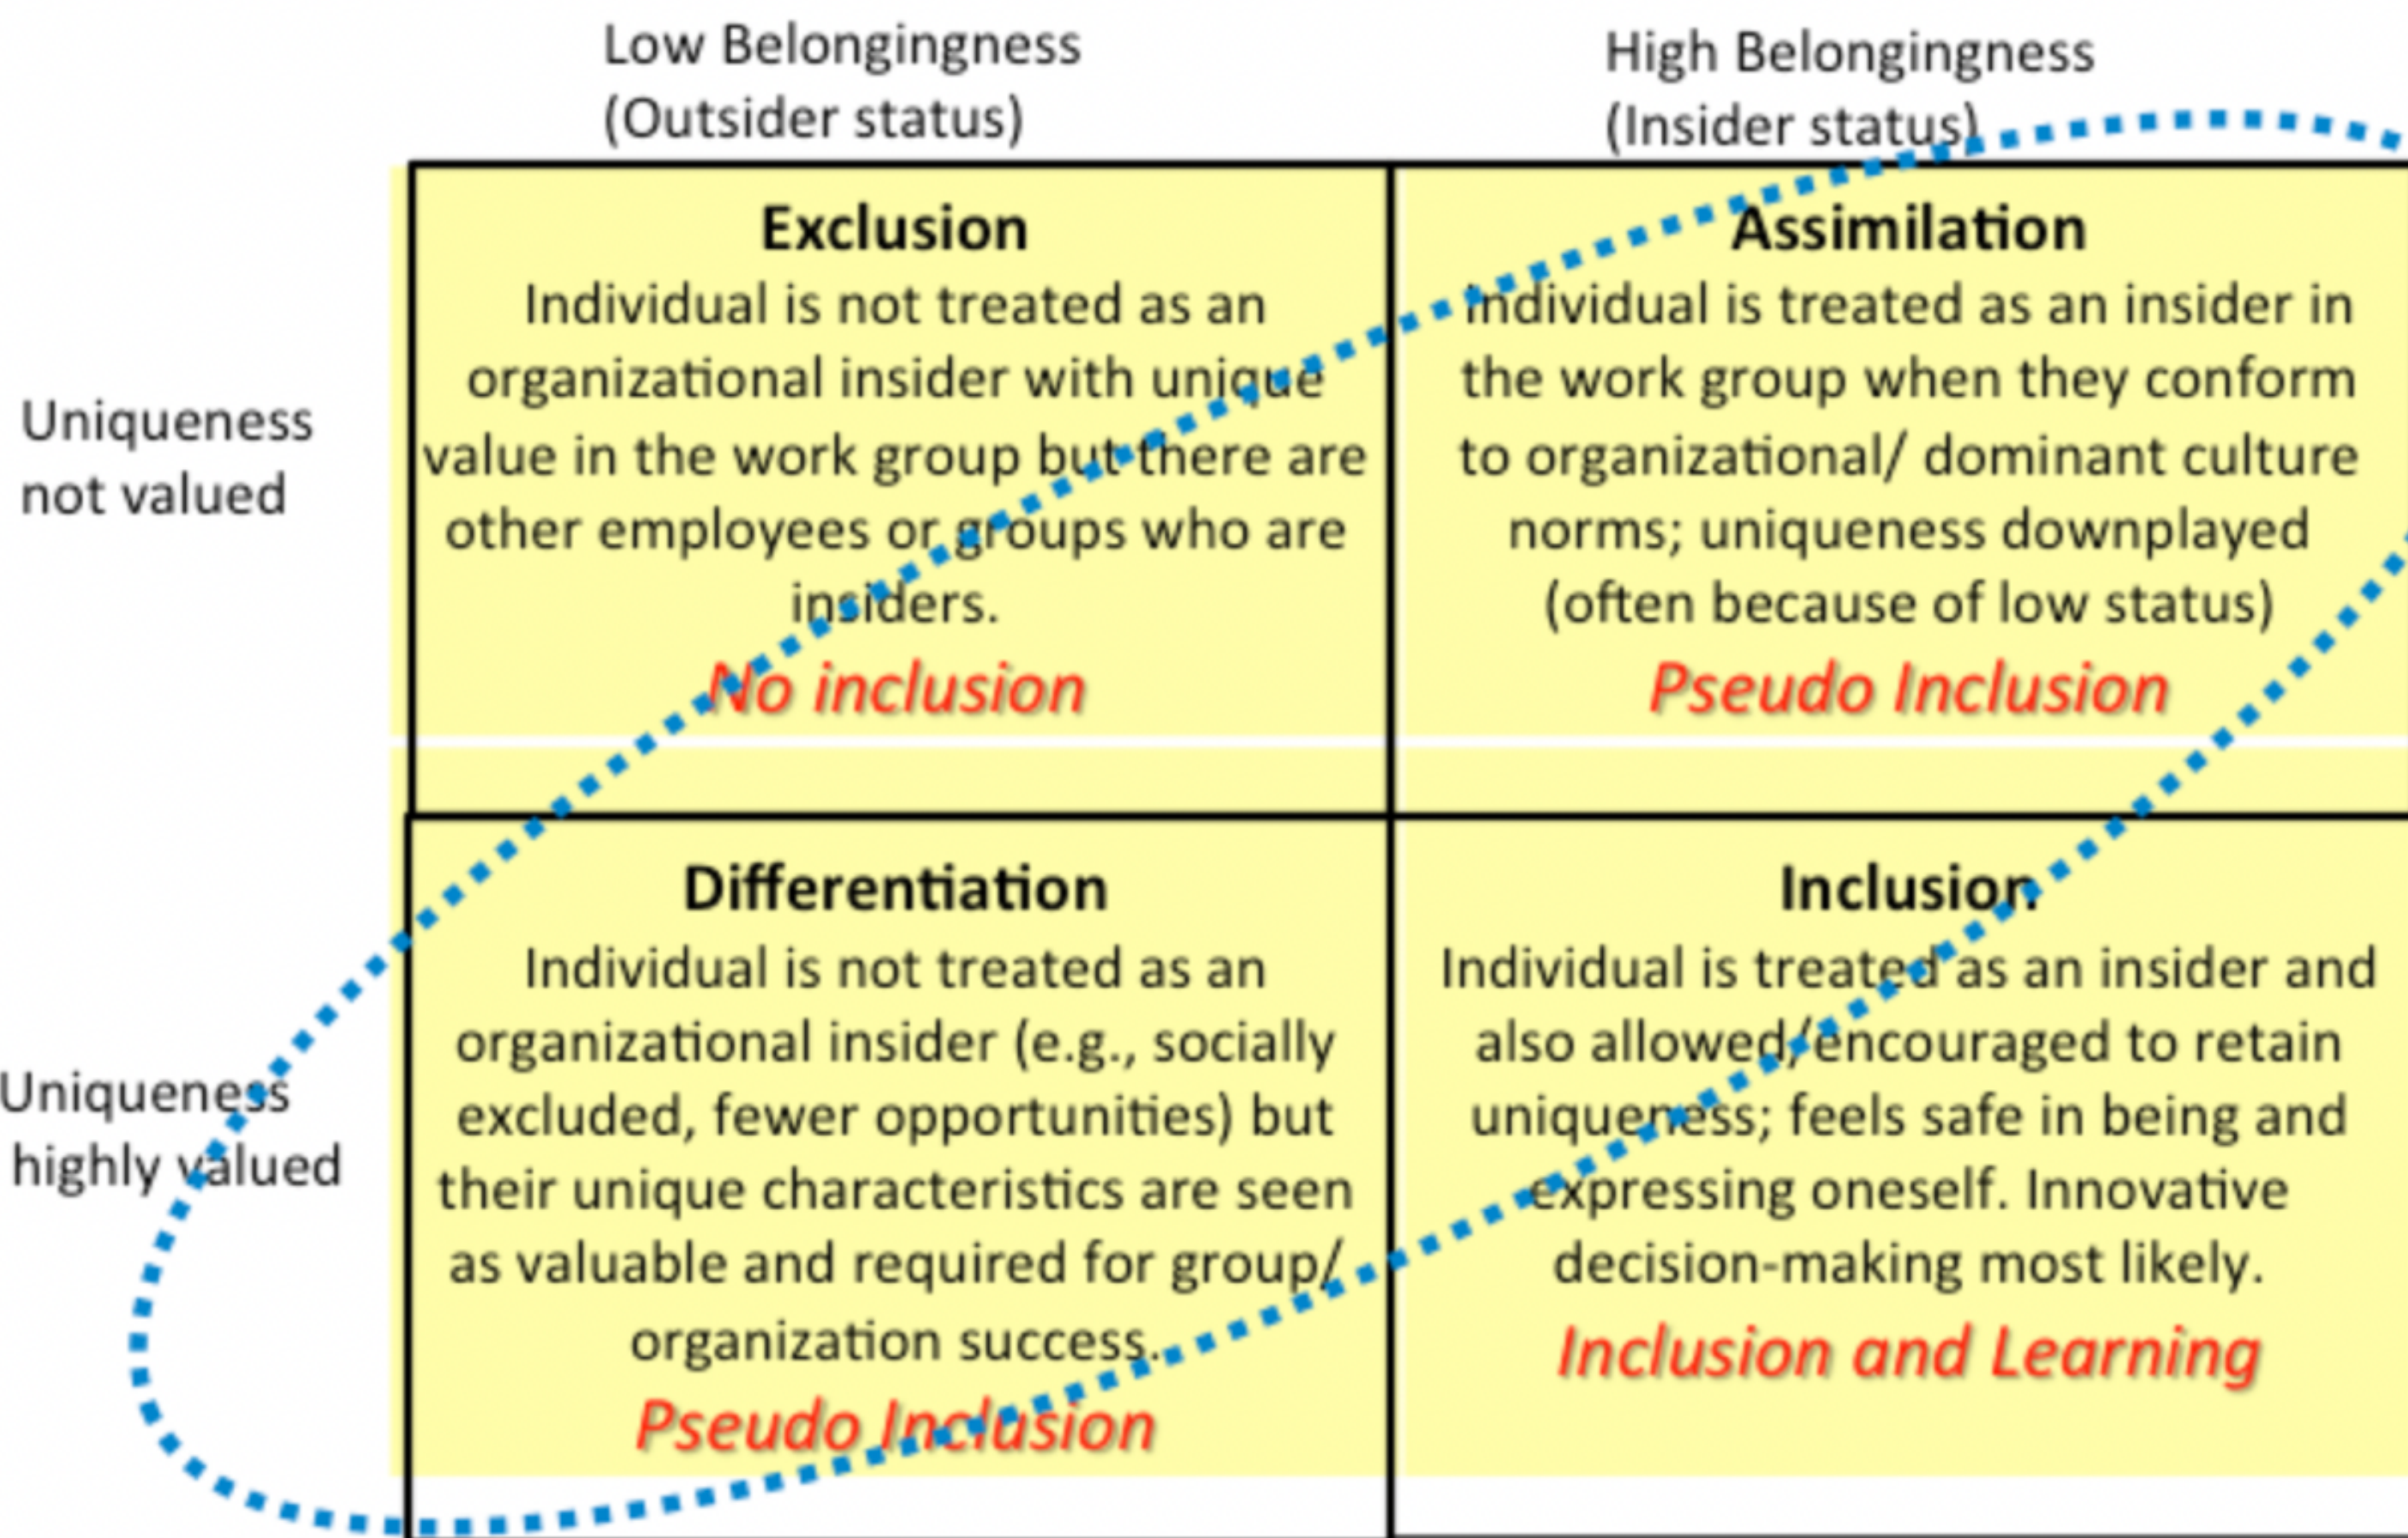 Low Belongingness
(Outsider status)
High Belongingness
(Insider status)
Uniqueness
not valued
Exclusion
Individual is not treated as an
organizational insider with unique
value in the work group but there are
other employees or groups who are
insiders.
No inclusion
Assimilation
Individual is treated as an insider in
the work group when they conform
to organizational/ dominant culture
norms; uniqueness downplayed
(often because of low status)
Pseudo Inclusion
Uniqueness
highly valued
Differentiation
Individual is not treated as an
organizational insider (e.g., socially
excluded, fewer opportunities) but
their unique characteristics are seen
as valuable and required for group/
organization success.
Pseudo Inclusion
Inclusion
Individual is treated as an insider and
also allowed/encouraged to retain
uniqueness; feels safe in being and
expressing oneself. Innovative
decision-making most likely.
Inclusion and Learning